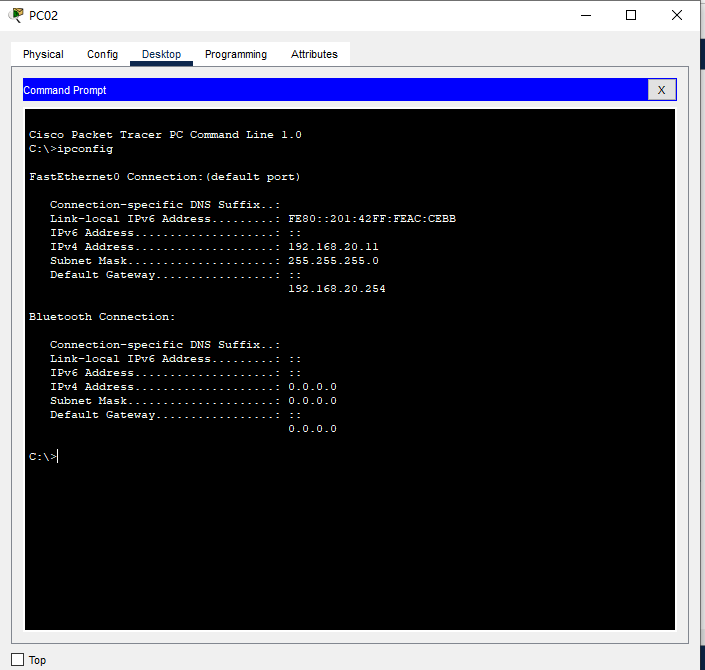 PC02
Physical Config Desktop Programming Attributes
Command Prompt X
Cisco Packet Tracer PC Command Line 1.0
C:\>ipconfig
FastEthernet0 Connection:(default port)
Connection-specific DNS Suffix..:
Link-local IPv6 Address.........: FE80::201:42FF:FEAC:CEBB
IPv6 Address....................: ::
IPv4 Address....................: 192.168.20.11
Subnet Mask.....................: 255.255.255.0
Default Gateway.................: ::
192.168.20.254
Bluetooth Connection:
Connection-specific DNS Suffix..:
Link-local IPv6 Address.........: ::
IPv6 Address....................: ::
IPv4 Address....................: 0.0.0.0
Subnet Mask.....................: 0.0.0.0
Default Gateway.................: ::
0.0.0.0
C:\>
Top